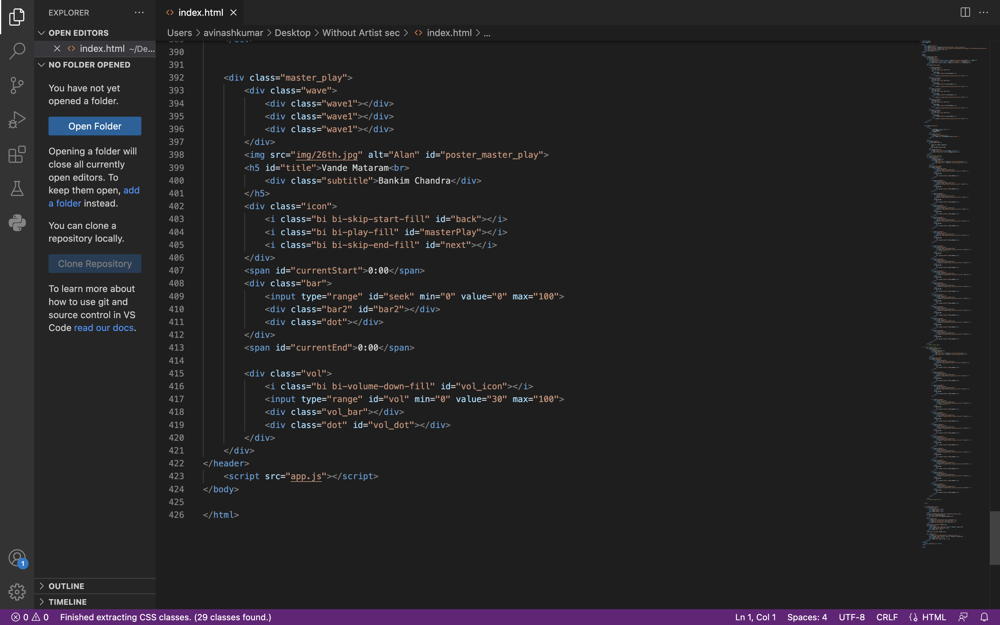 EXPLORER
OPEN EDITORS
index.html ~/De...
NO FOLDER OPENED
You have not yet
opened a folder.
Open Folder
Opening a folder will
close all currently
open editors. To
keep them open, add
a folder instead.
You can clone a
repository locally.
Clone Repository
To learn more about
how to use git and
source control in VS
Code read our docs.
1
OUTLINE
TIMELINE
index.html
Users > avinashkumar > Desktop > Without Artist sec > index.html > ...
389 </div>
390
391
392 <div class="master_play">
393 <div class="wave">
394 <div class="wave1"></div>
395 <div class="wave1"></div>
396 <div class="wave1"></div>
397 </div>
398 <img src="img/26th.jpg" alt="Alan" id="poster_master_play">
399 <h5 id="title">Vande Mataram<br>
400 <div class="subtitle">Bankim Chandra</div>
401 </h5>
402 <div class="icon">
403 <i class="bi bi-skip-start-fill" id="back"></i>
404 <i class="bi bi-play-fill" id="masterPlay"></i>
405 <i class="bi bi-skip-end-fill" id="next"></i>
406 </div>
407 <span id="currentStart">0:00</span>
408 <div class="bar">
409 <input type="range" id="seek" min="0" value="0" max="100">
410 <div class="bar2" id="bar2"></div>
411 <div class="dot"></div>
412 </div>
413 <span id="currentEnd">0:00</span>
414
415 <div class="vol">
416 <i class="bi bi-volume-down-fill" id="vol_icon"></i>
417 <input type="range" id="vol" min="0" value="30" max="100">
418 <div class="vol_bar"></div>
419 <div class="dot" id="vol_dot"></div>
420 </div>
421 </div>
422 </header>
423 <script src="app.js"></script>
424 </body>
425
426 </html>
0 0 Finished extracting CSS classes. (29 classes found.)
Ln 1, Col 1 Spaces: 4 UTF-8 CRLF HTML